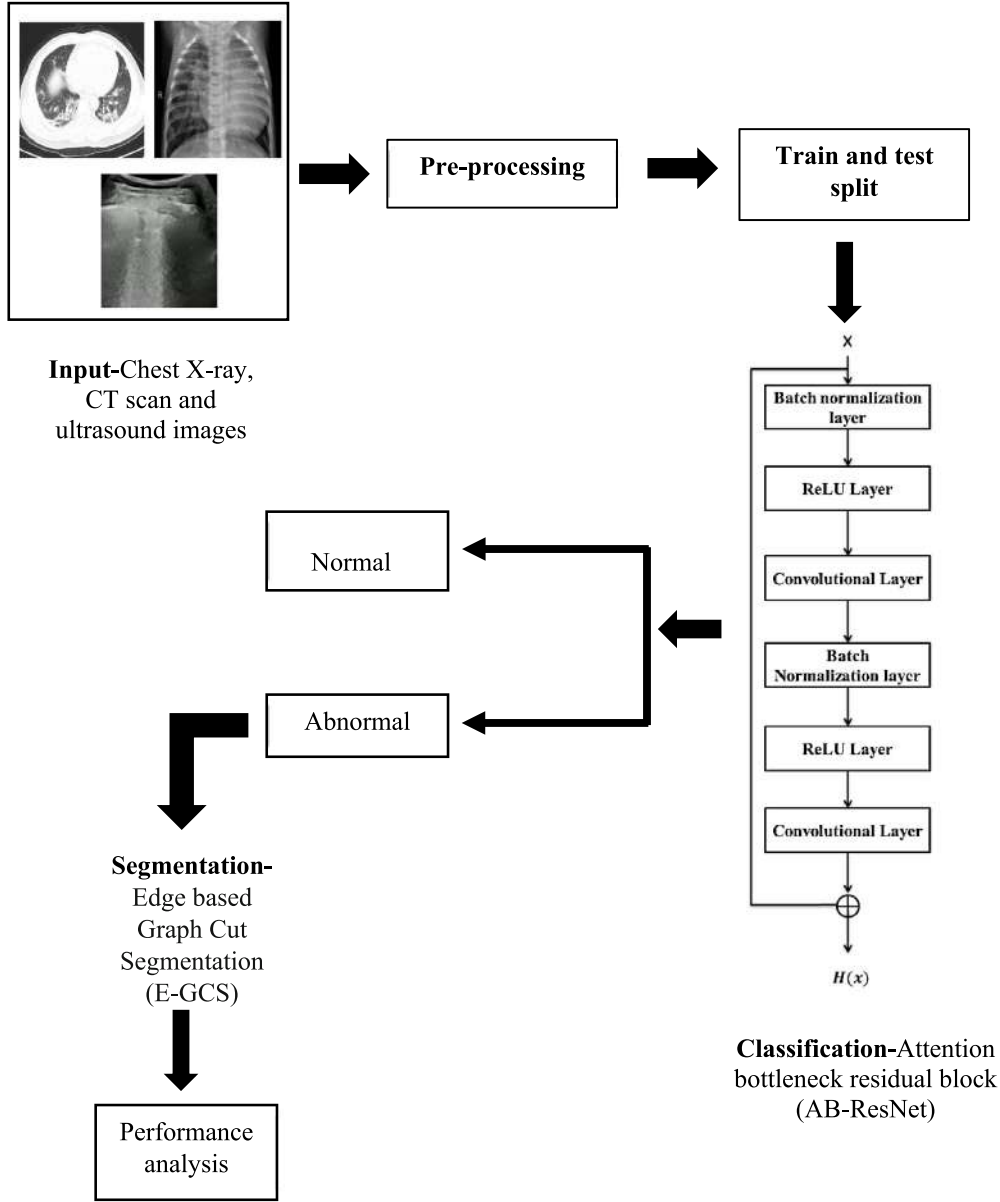 Pre-processing
Train and test
split
Input-Chest X-ray,
CT scan and
ultrasound images
X
Batch normalization
layer
ReLU Layer
Convolutional Layer
Batch
Normalization layer
ReLU Layer
Convolutional Layer
H(x)
Classification-Attention
bottleneck residual block
(AB-ResNet)
Normal
Abnormal
Segmentation-
Edge based
Graph Cut
Segmentation
(E-GCS)
Performance
analysis